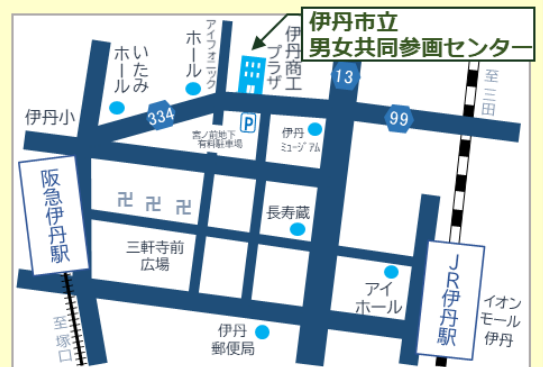 伊丹市立
男女共同参画センター
いたみ
ホール
アイフォニック
ホール
伊丹商工
プラザ
13
至三田
伊丹小
334
P
宮ノ前地下
有料駐車場
伊丹
ミュージアム
99
阪急伊丹駅
卍 卍 卍
長寿蔵
三軒寺前
広場
アイ
ホール
JR伊丹駅
イオン
モール
伊丹
至塚口
伊丹
郵便局